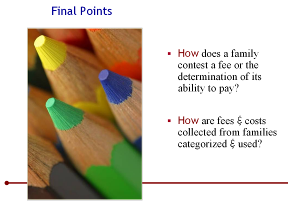 Final Points
▪ How does a family
contest a fee or the
determination of its
ability to pay?
▪ How are fees ξ costs
collected from families
categorized ξ used?